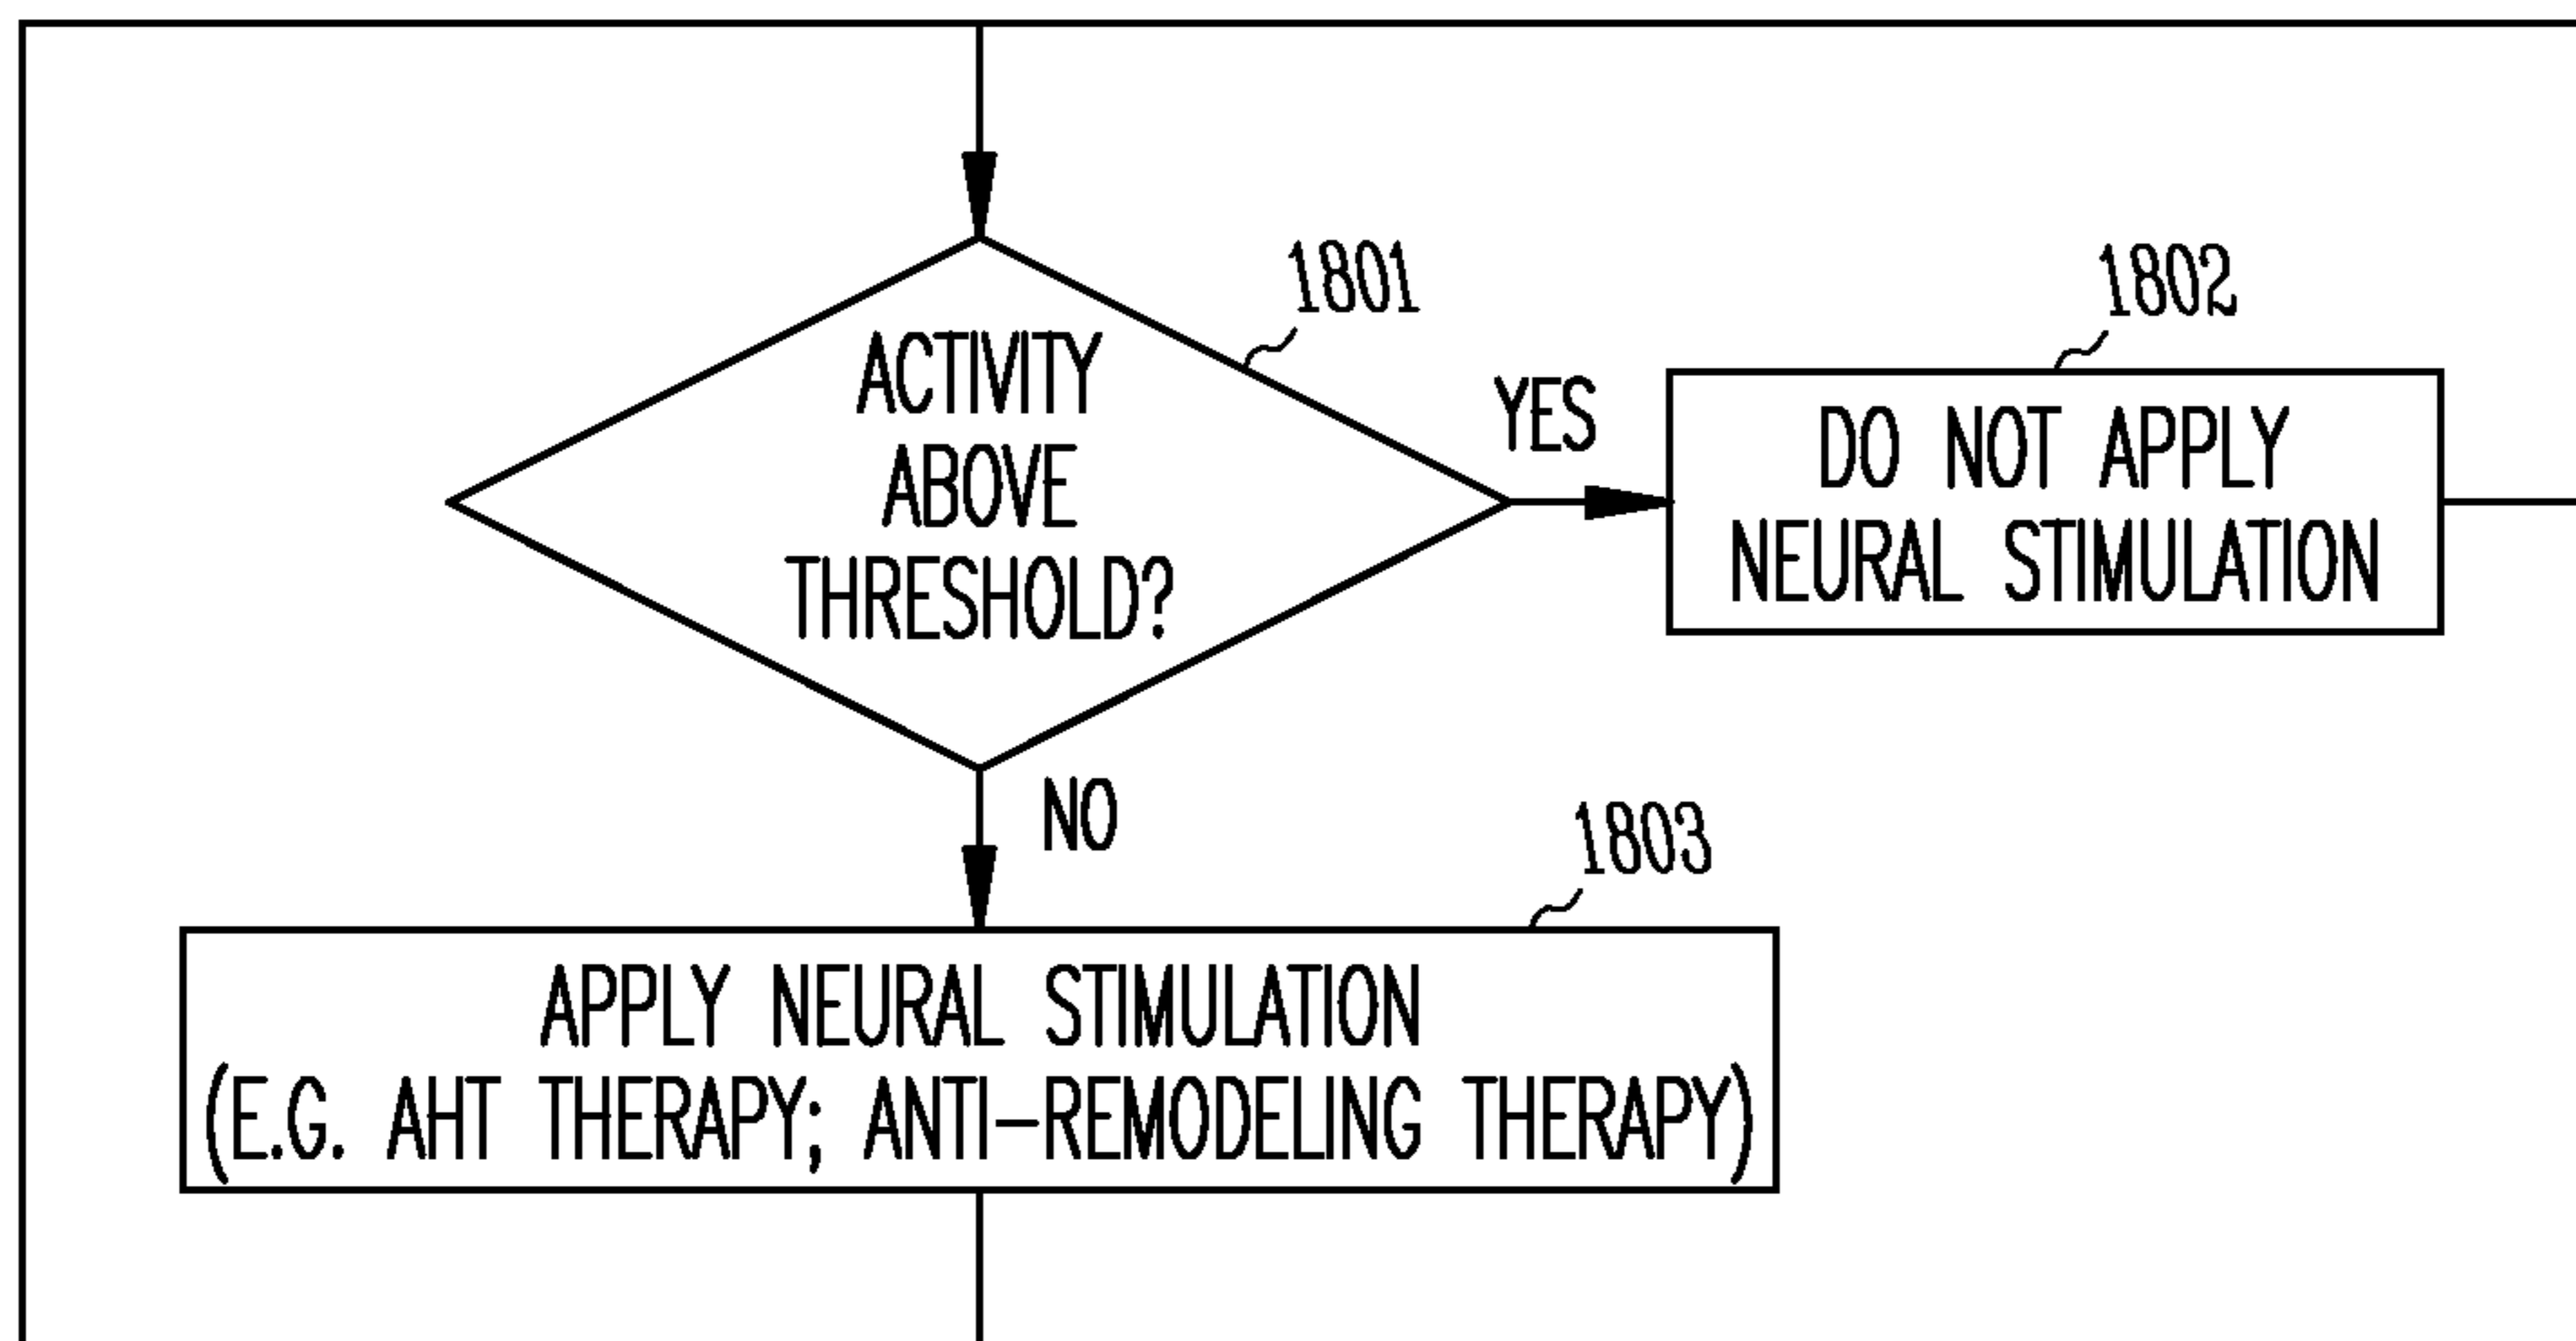 1801
ACTIVITY
ABOVE
THRESHOLD?
YES
1802
DO NOT APPLY
NEURAL STIMULATION
NO
1803
APPLY NEURAL STIMULATION
(E.G. AHT THERAPY; ANTI-REMODELING THERAPY)